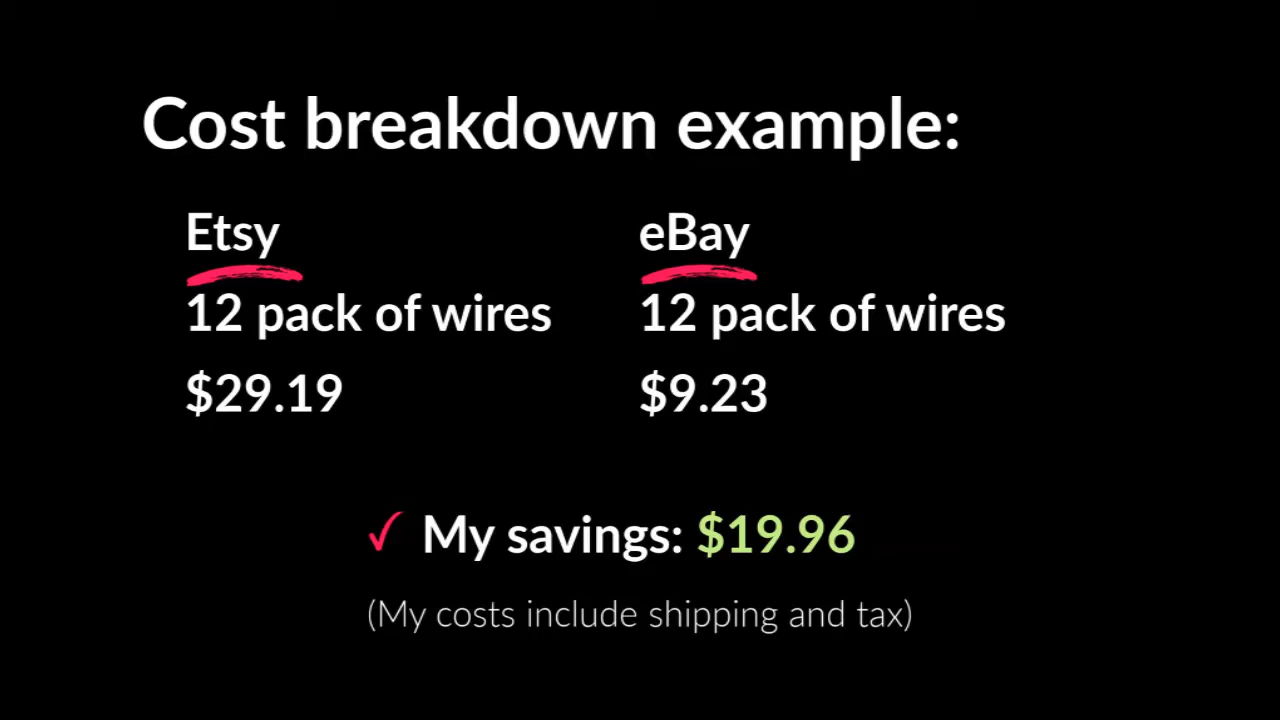 Cost breakdown example:
Etsy
12 pack of wires
$29.19
eBay
12 pack of wires
$9.23
✓ My savings: $19.96
(My costs include shipping and tax)